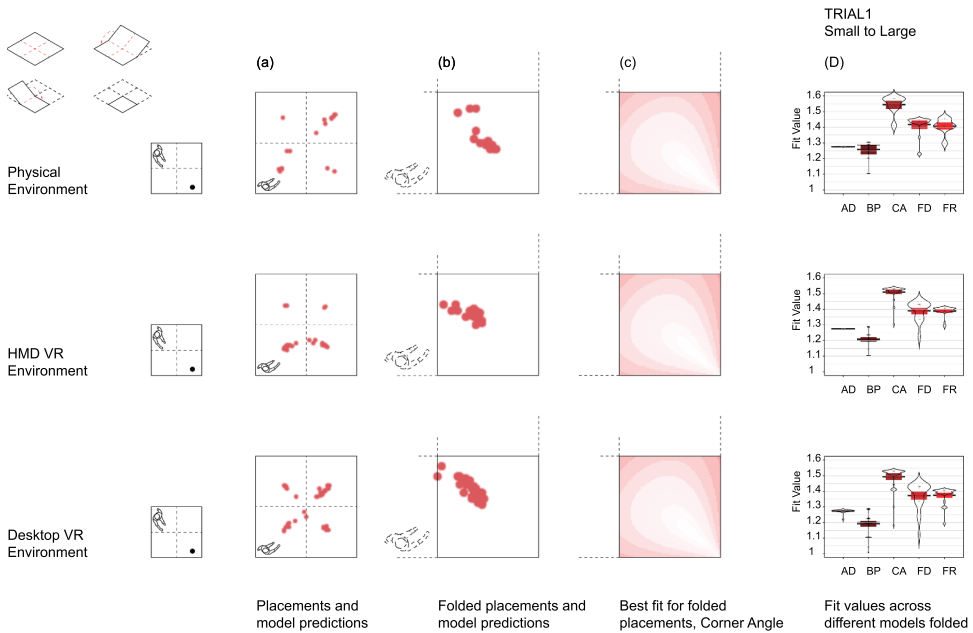 TRIAL1
Small to Large
(a)
(b)
(c)
(D)
Physical
Environment
Fit Value
1.6
1.5
1.4
1.3
1.2
1.1
1
AD BP CA FD FR
HMD VR
Environment
Fit Value
1.6
1.5
1.4
1.3
1.2
1.1
1
AD BP CA FD FR
Desktop VR
Environment
Fit Value
1.6
1.5
1.4
1.3
1.2
1.1
1
AD BP CA FD FR
Placements and
model predictions
Folded placements and
model predictions
Best fit for folded
placements, Corner Angle
Fit values across
different models folded